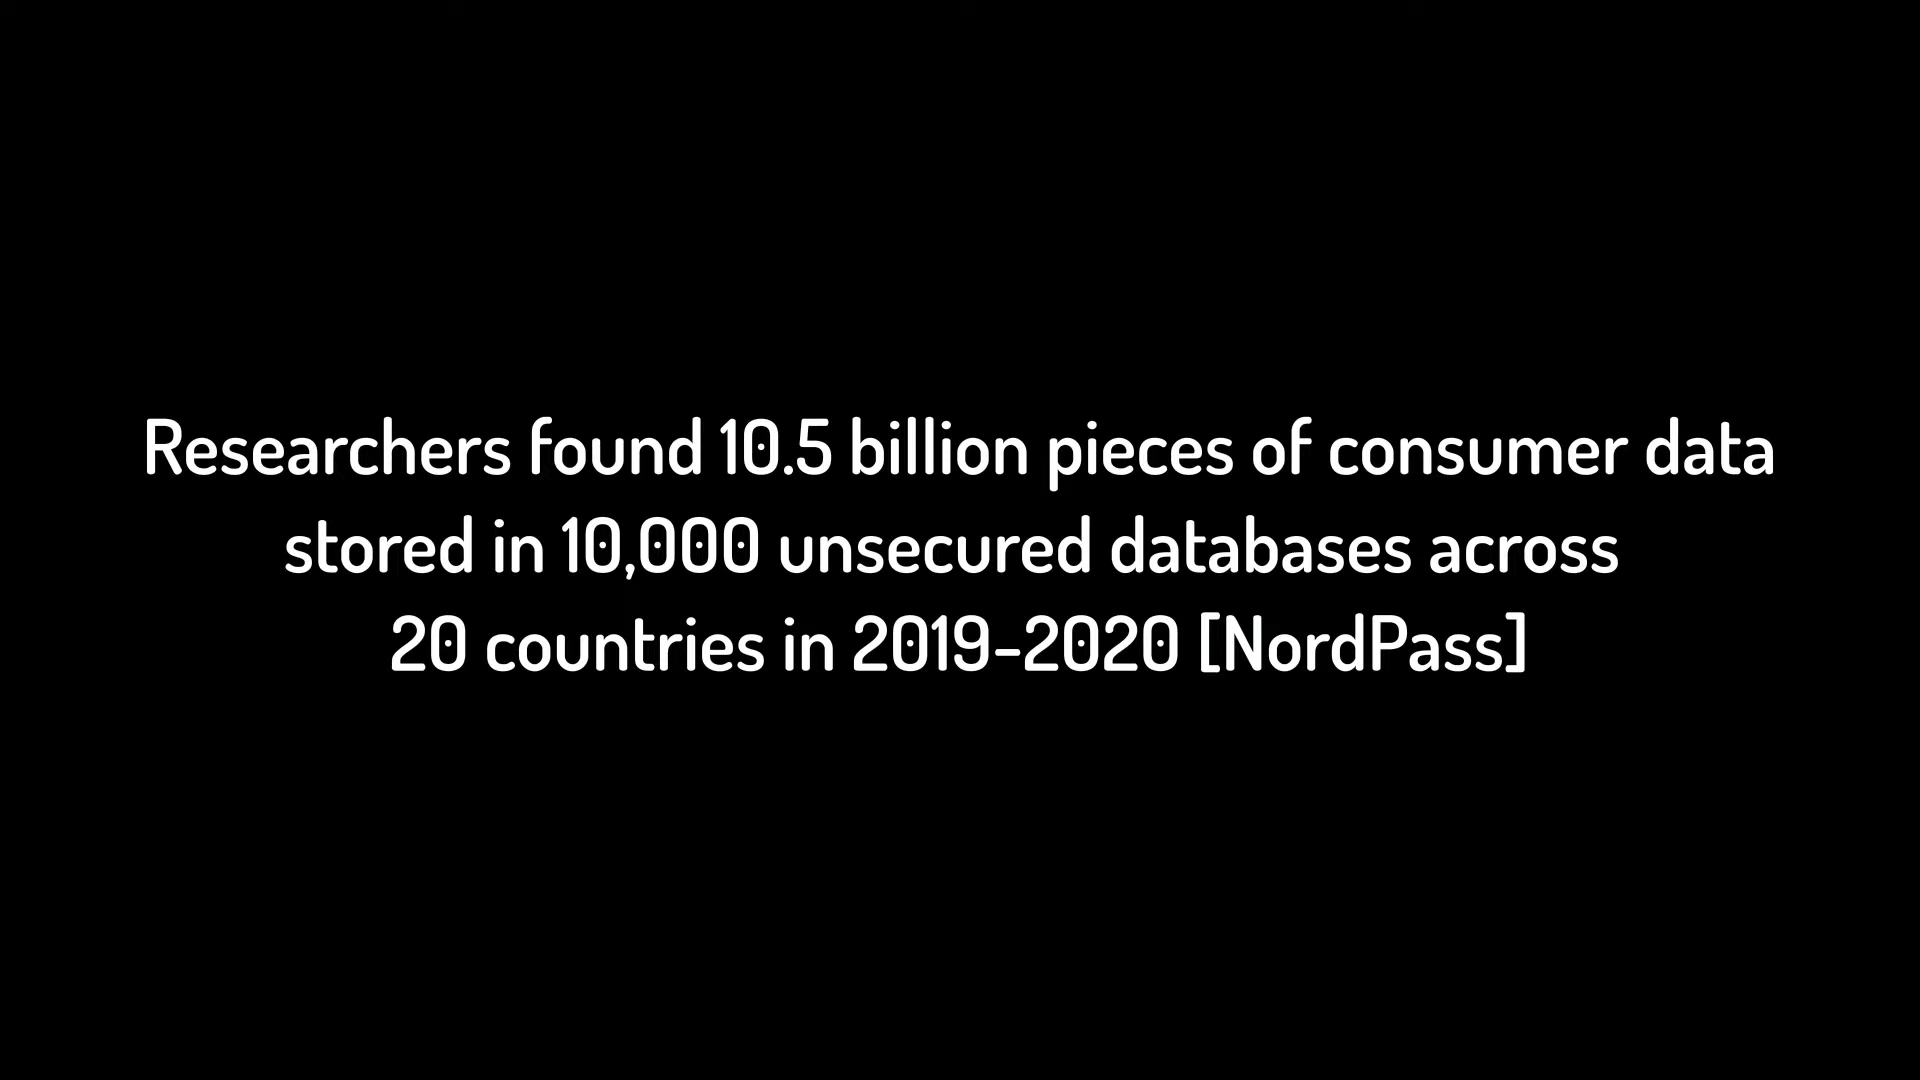 Researchers found 10.5 billion pieces of consumer data
stored in 10,000 unsecured databases across
20 countries in 2019-2020 [NordPass]